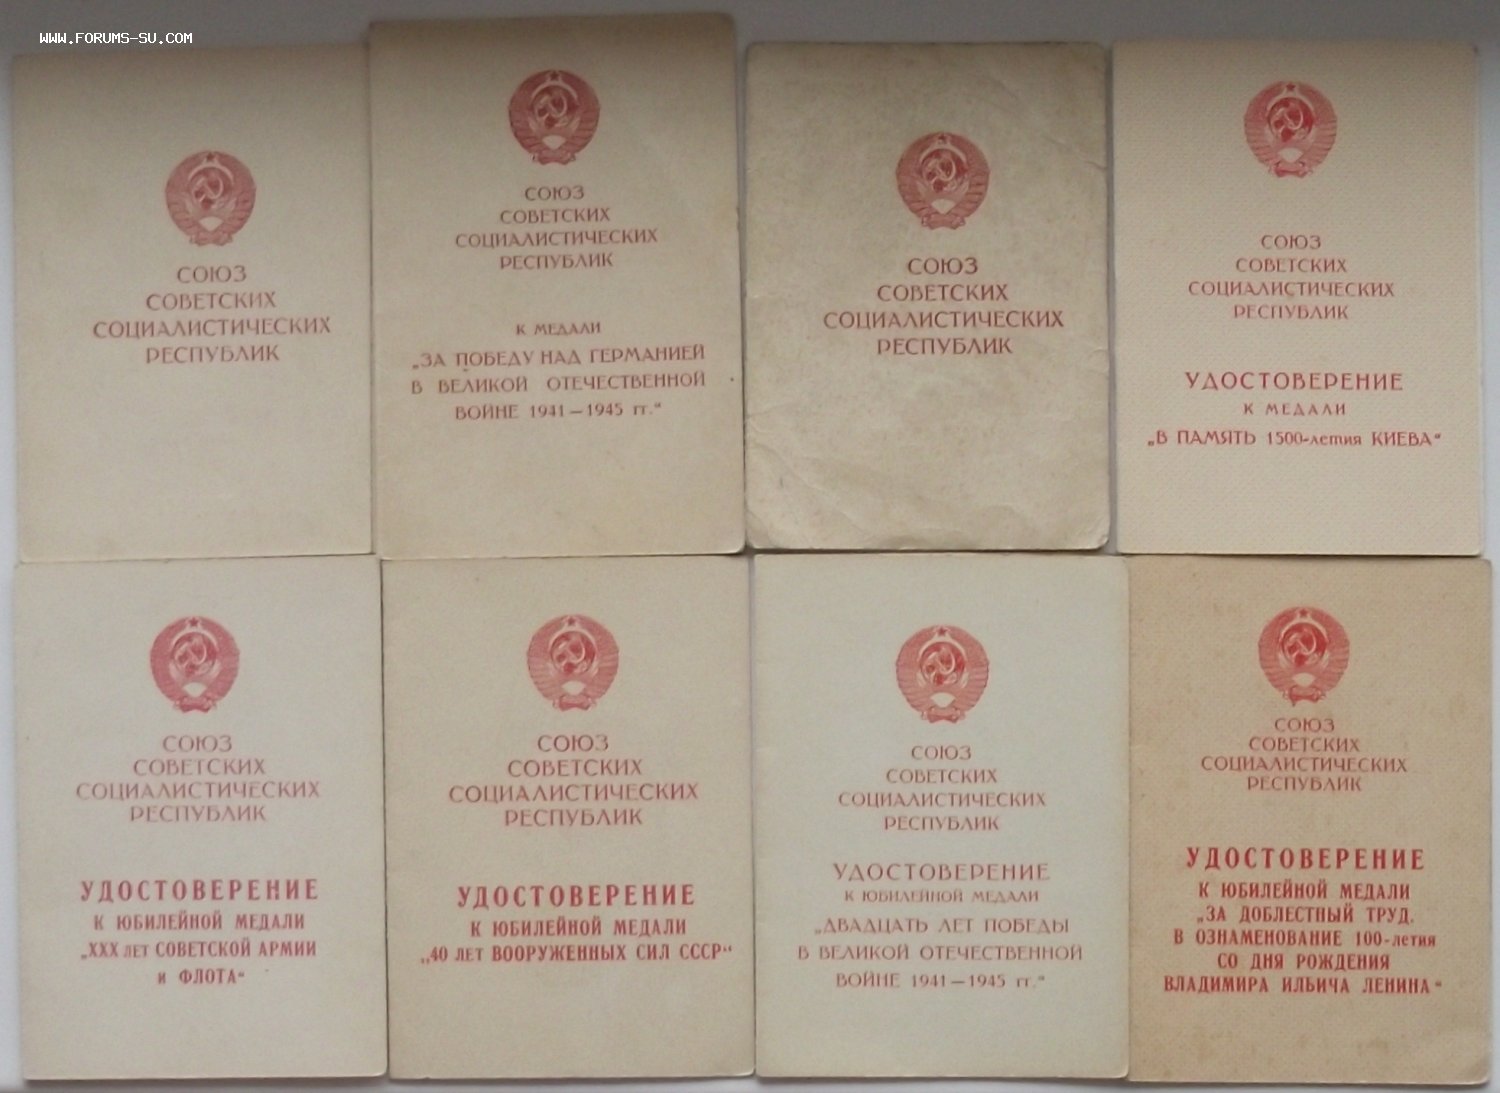 WWW.FORUMS-SU.COM
СОЮЗ
СОВЕТСКИХ
СОЦИАЛИСТИЧЕСКИХ
РЕСПУБЛИК
СОЮЗ
СОВЕТСКИХ
СОЦИАЛИСТИЧЕСКИХ
РЕСПУБЛИК
К МЕДАЛИ
„ЗА ПОБЕДУ НАД ГЕРМАНИЕЙ
В ВЕЛИКОЙ ОТЕЧЕСТВЕННОЙ
ВОЙНЕ 1941—1945 гг.“
СОЮЗ
СОВЕТСКИХ
СОЦИАЛИСТИЧЕСКИХ
РЕСПУБЛИК
СОЮЗ
СОВЕТСКИХ
СОЦИАЛИСТИЧЕСКИХ
РЕСПУБЛИК
УДОСТОВЕРЕНИЕ
К МЕДАЛИ
„В ПАМЯТЬ 1500-летия КИЕВА“
СОЮЗ
СОВЕТСКИХ
СОЦИАЛИСТИЧЕСКИХ
РЕСПУБЛИК
УДОСТОВЕРЕНИЕ
К ЮБИЛЕЙНОЙ МЕДАЛИ
„XXX лет СОВЕТСКОЙ АРМИИ
и ФЛОТА“
СОЮЗ
СОВЕТСКИХ
СОЦИАЛИСТИЧЕСКИХ
РЕСПУБЛИК
УДОСТОВЕРЕНИЕ
К ЮБИЛЕЙНОЙ МЕДАЛИ
„40 лет ВООРУЖЕННЫХ СИЛ СССР“
СОЮЗ
СОВЕТСКИХ
СОЦИАЛИСТИЧЕСКИХ
РЕСПУБЛИК
УДОСТОВЕРЕНИЕ
К ЮБИЛЕЙНОЙ МЕДАЛИ
„ДВАДЦАТЬ ЛЕТ ПОБЕДЫ
В ВЕЛИКОЙ ОТЕЧЕСТВЕННОЙ
ВОЙНЕ 1941—1945 гг.“
СОЮЗ
СОВЕТСКИХ
СОЦИАЛИСТИЧЕСКИХ
РЕСПУБЛИК
УДОСТОВЕРЕНИЕ
К ЮБИЛЕЙНОЙ МЕДАЛИ
„ЗА ДОБЛЕСТНЫЙ ТРУД.
В ОЗНАМЕНОВАНИЕ 100-летия
СО ДНЯ РОЖДЕНИЯ
ВЛАДИМИРА ИЛЬИЧА ЛЕНИНА“